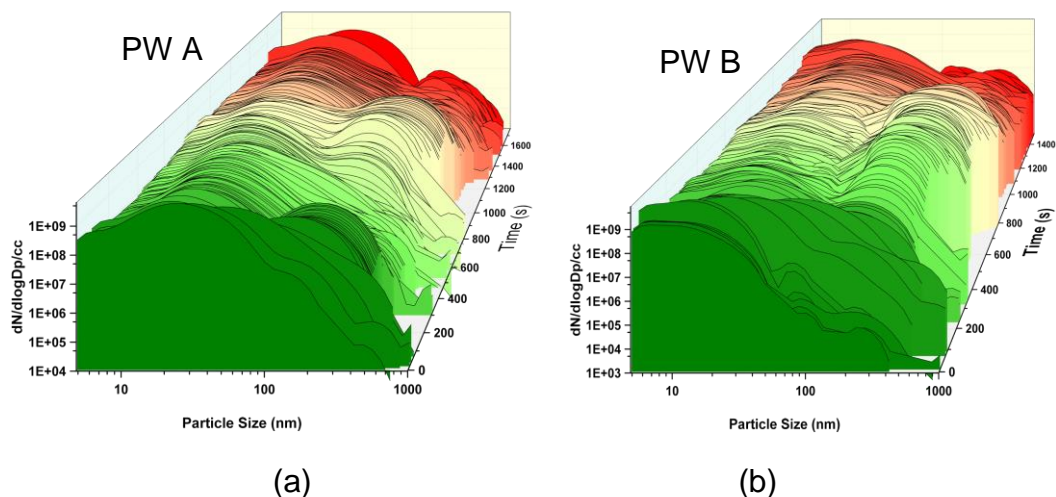 PW A
1E+09
1E+08
1E+07
1E+06
1E+05
1E+04
dN/dlogDp/cc
10
100
1000
Particle Size (nm)
0
200
400
600
800
1000
1200
1400
1600
Time (s)
(a)
PW B
1E+09
1E+08
1E+07
1E+06
1E+05
1E+04
1E+03
dN/dlogDp/cc
10
100
1000
Particle Size (nm)
0
200
400
600
800
1000
1200
1400
Time (s)
(b)